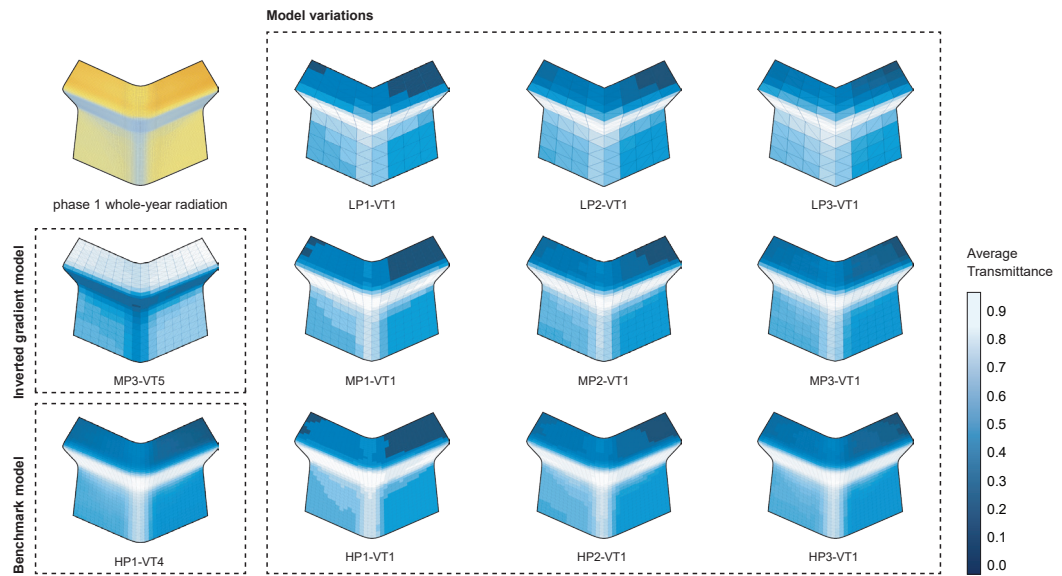 Model variations
phase 1 whole-year radiation
LP1-VT1
LP2-VT1
LP3-VT1
Inverted gradient model
MP3-VT5
MP1-VT1
MP2-VT1
MP3-VT1
Benchmark model
HP1-VT4
HP1-VT1
HP2-VT1
HP3-VT1
Average
Transmittance
0.9
0.8
0.7
0.6
0.5
0.4
0.3
0.2
0.1
0.0